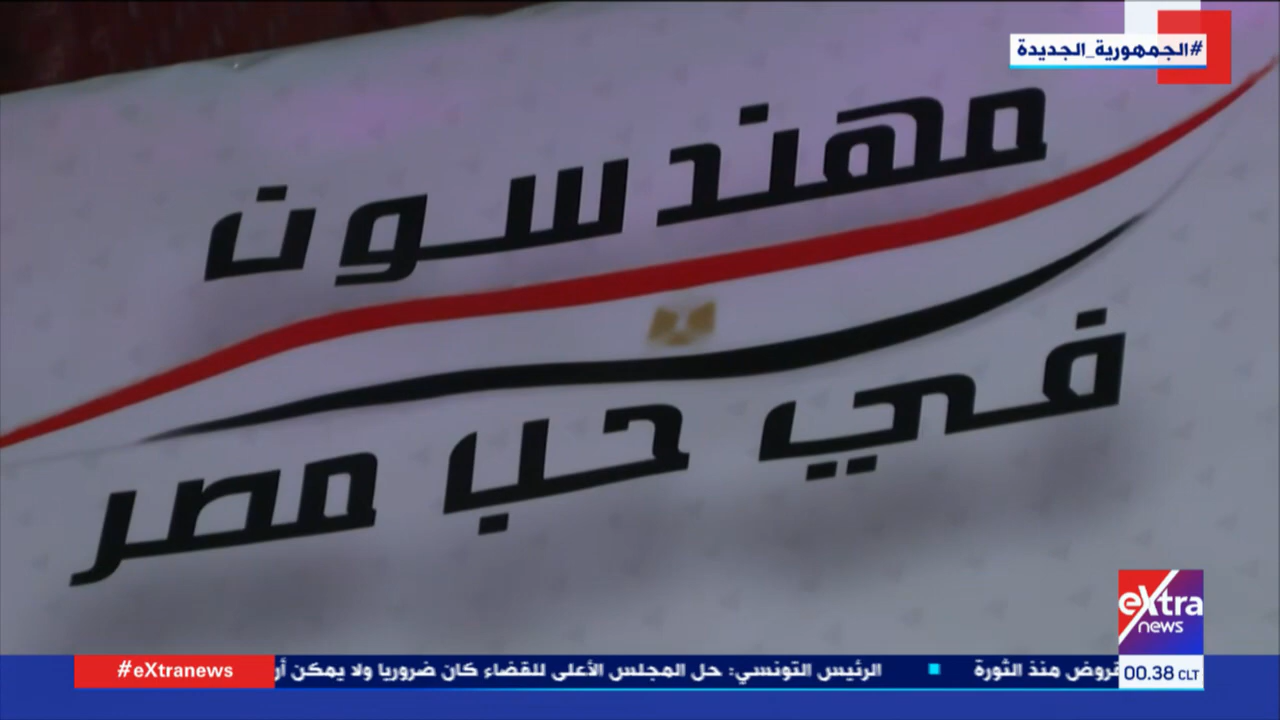 #الجمهورية_الجديدة
مهندسون
في حب مصر
eXtra
news
قروض منذ الثورة ■ الرئيس التونسي: حل المجلس الأعلى للقضاء كان ضروريا ولا يمكن
#eXtranews
00.38 CLT